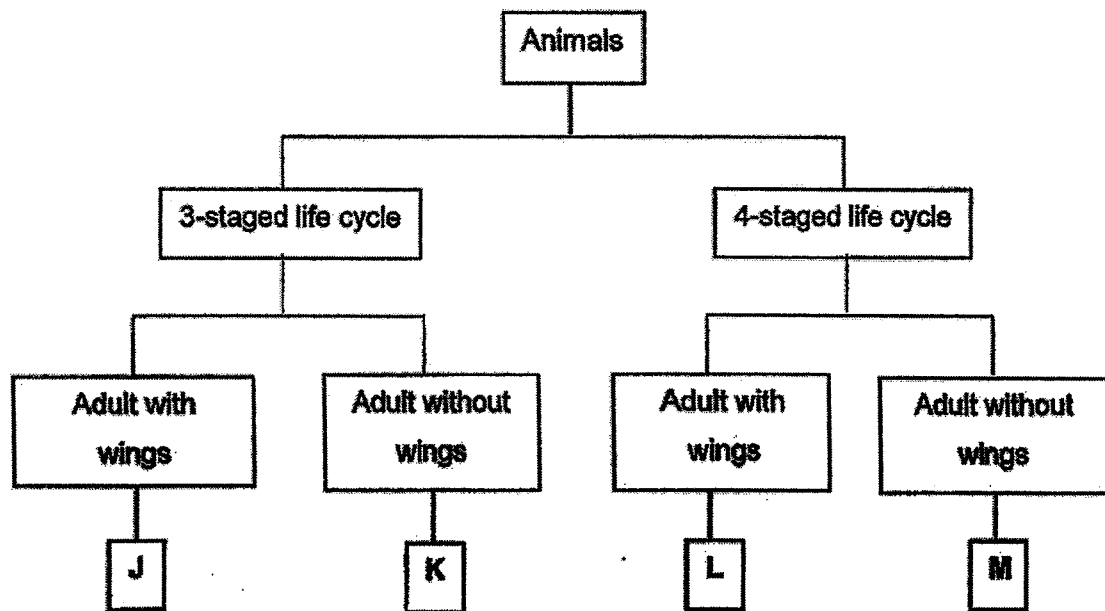 Animals
3-staged life cycle
4-staged life cycle
Adult with
wings
Adult without
wings
Adult with
wings
Adult without
wings
J
K
L
M